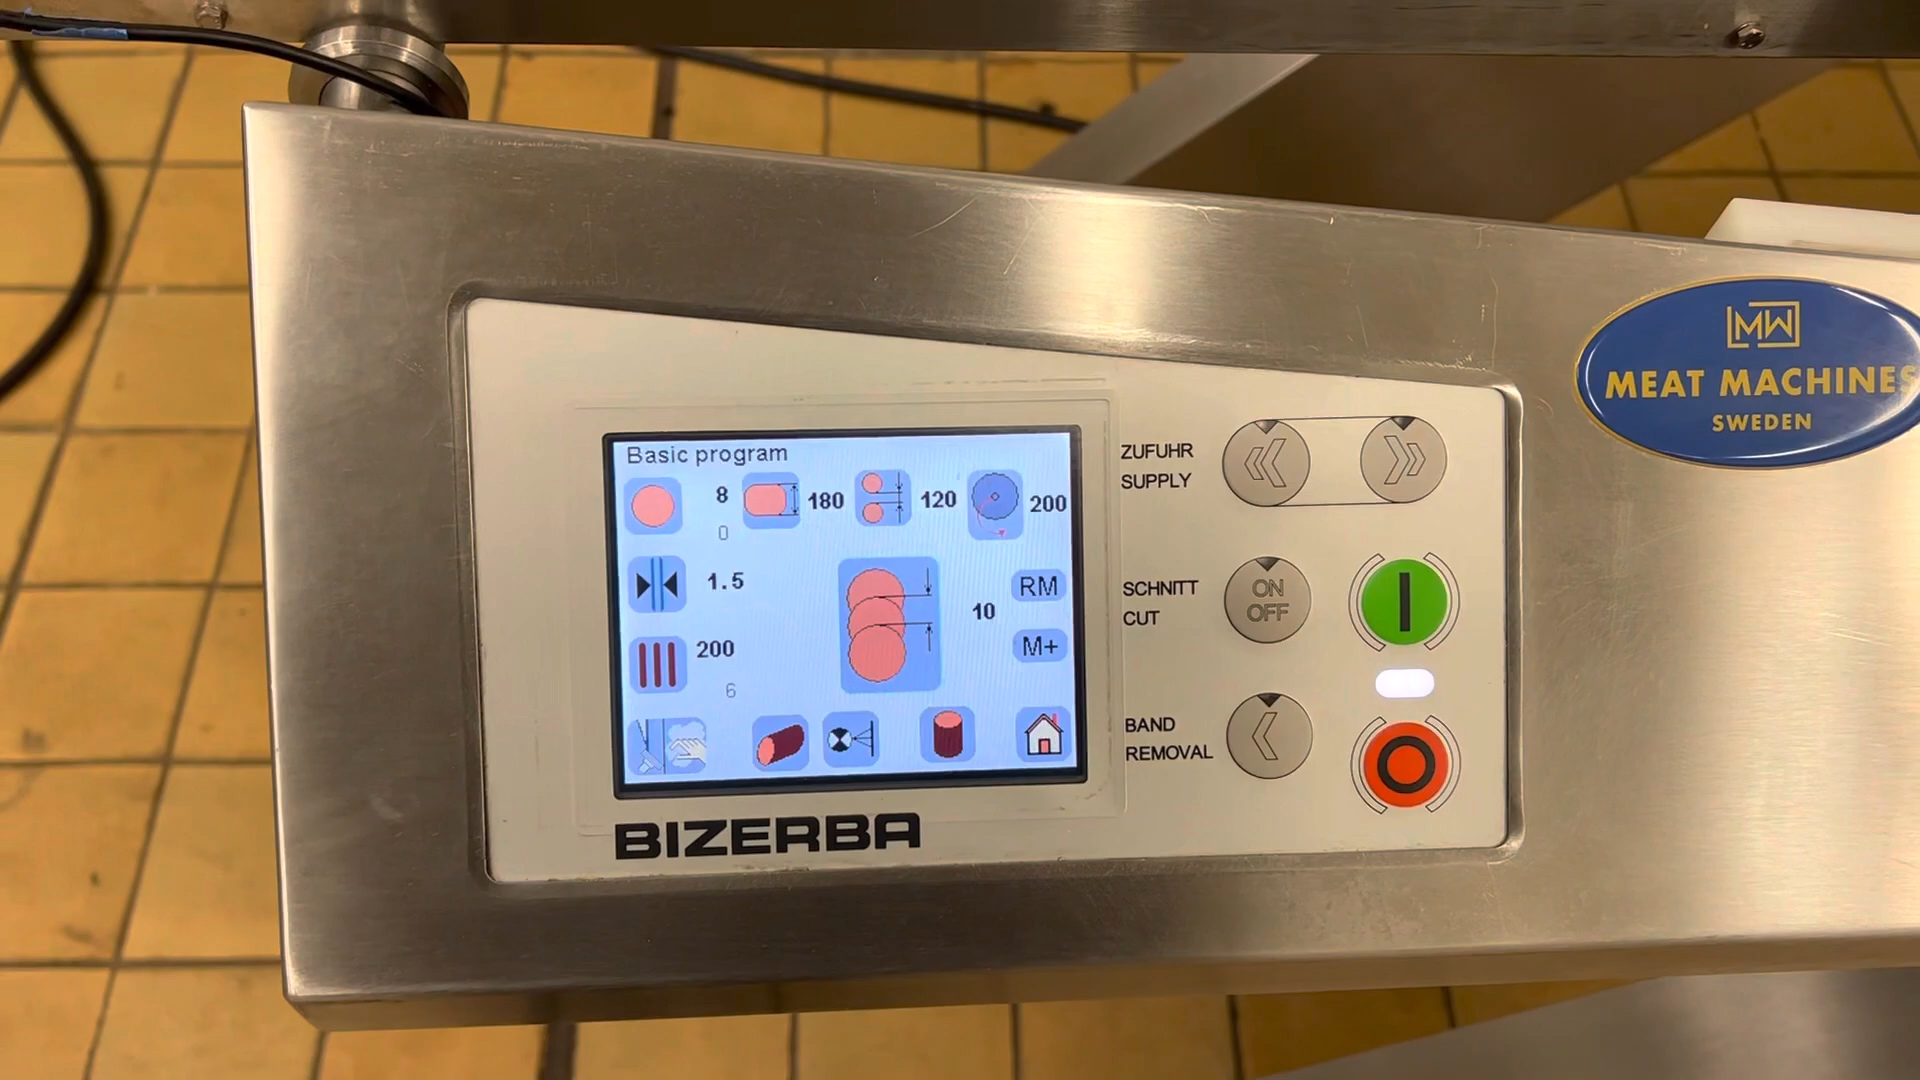 Basic program
8
180
120
200
0
1.5
10
RM
200
M+
6
BIZERBA
ZUFUHR
SUPPLY
SCHNITT
CUT
ON
OFF
BAND
REMOVAL
MW
MEAT MACHINES
SWEDEN